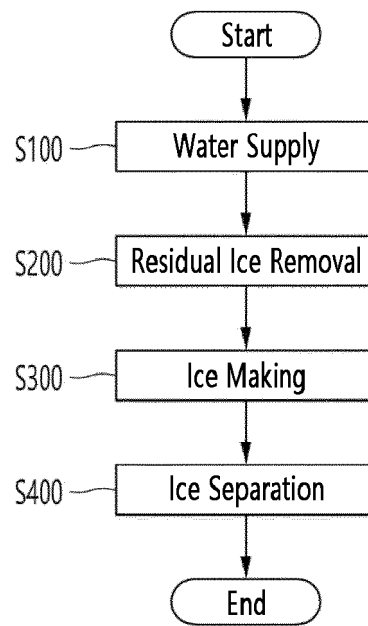 Start
S100 Water Supply
S200 Residual Ice Removal
S300 Ice Making
S400 Ice Separation
End